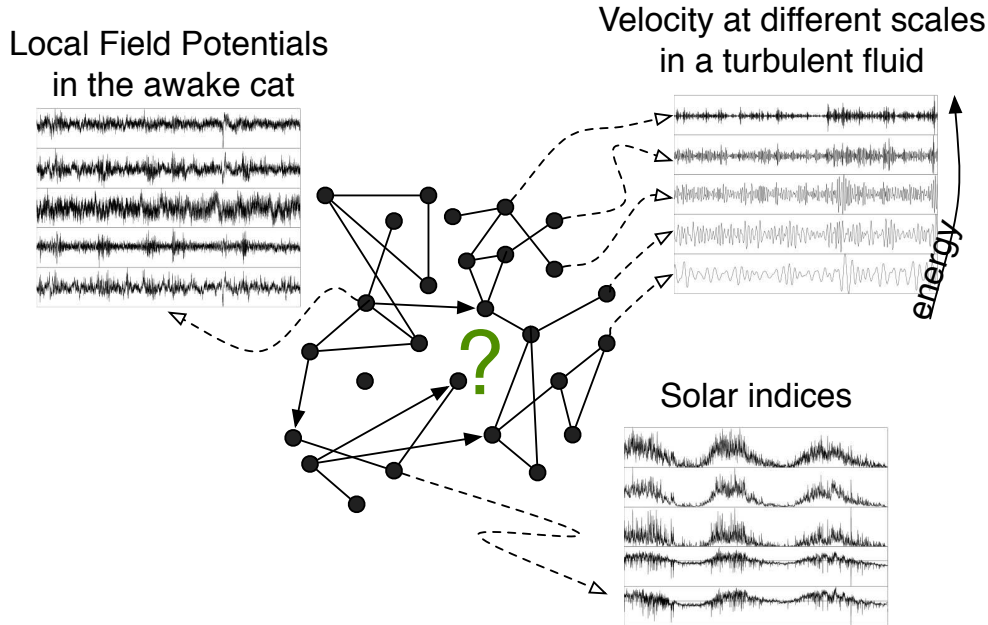 Local Field Potentials
in the awake cat
Velocity at different scales
in a turbulent fluid
energy
?
Solar indices